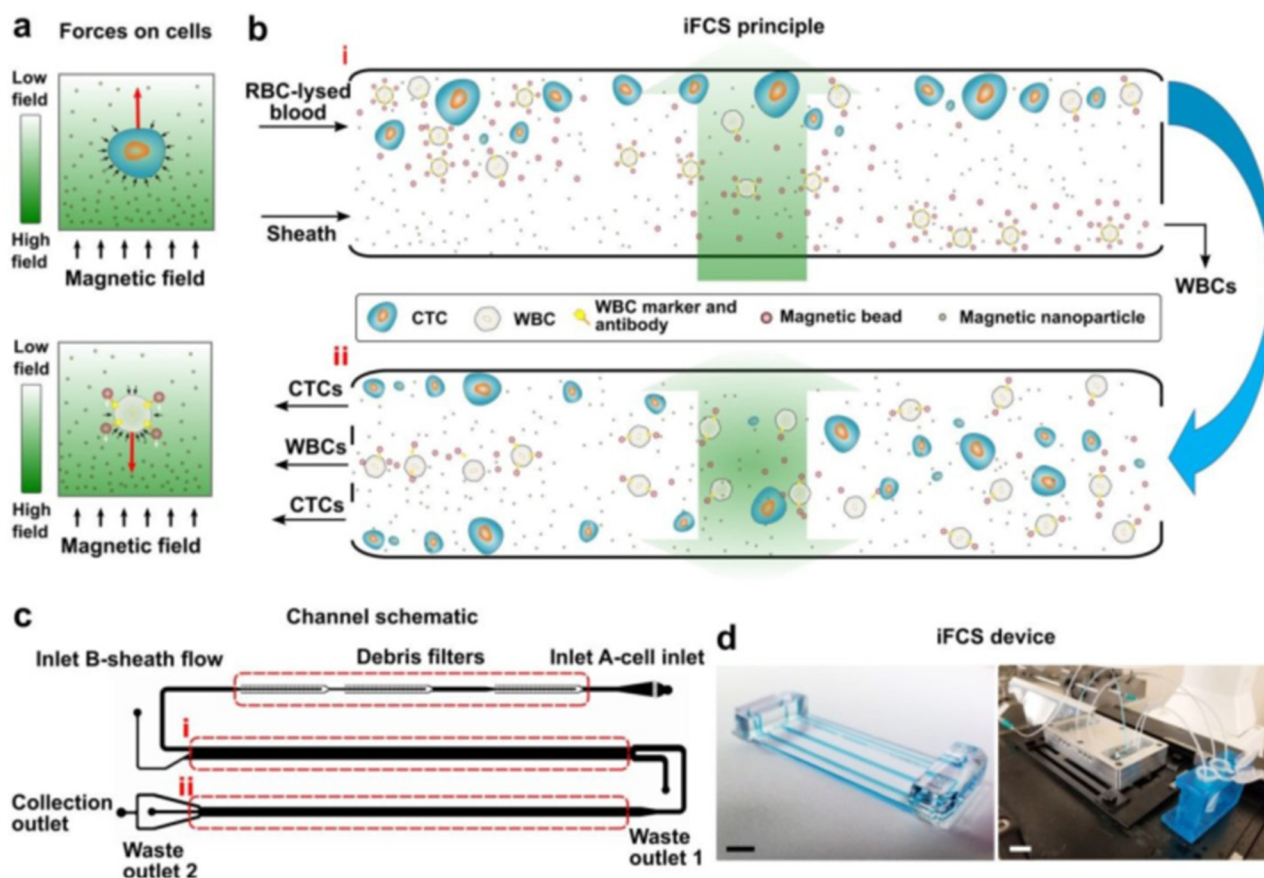 a
Forces on cells
Low
field
High
field
Magnetic field
Low
field
High
field
Magnetic field
b
iFCS principle
i
RBC-lysed
blood
Sheath
WBCs
CTC
WBC
WBC marker and
antibody
Magnetic bead
Magnetic nanoparticle
ii
CTCs
WBCs
CTCs
c
Channel schematic
Inlet B-sheath flow
Debris filters
Inlet A-cell inlet
i
ii
Collection
outlet
Waste
outlet 2
Waste
outlet 1
d
iFCS device